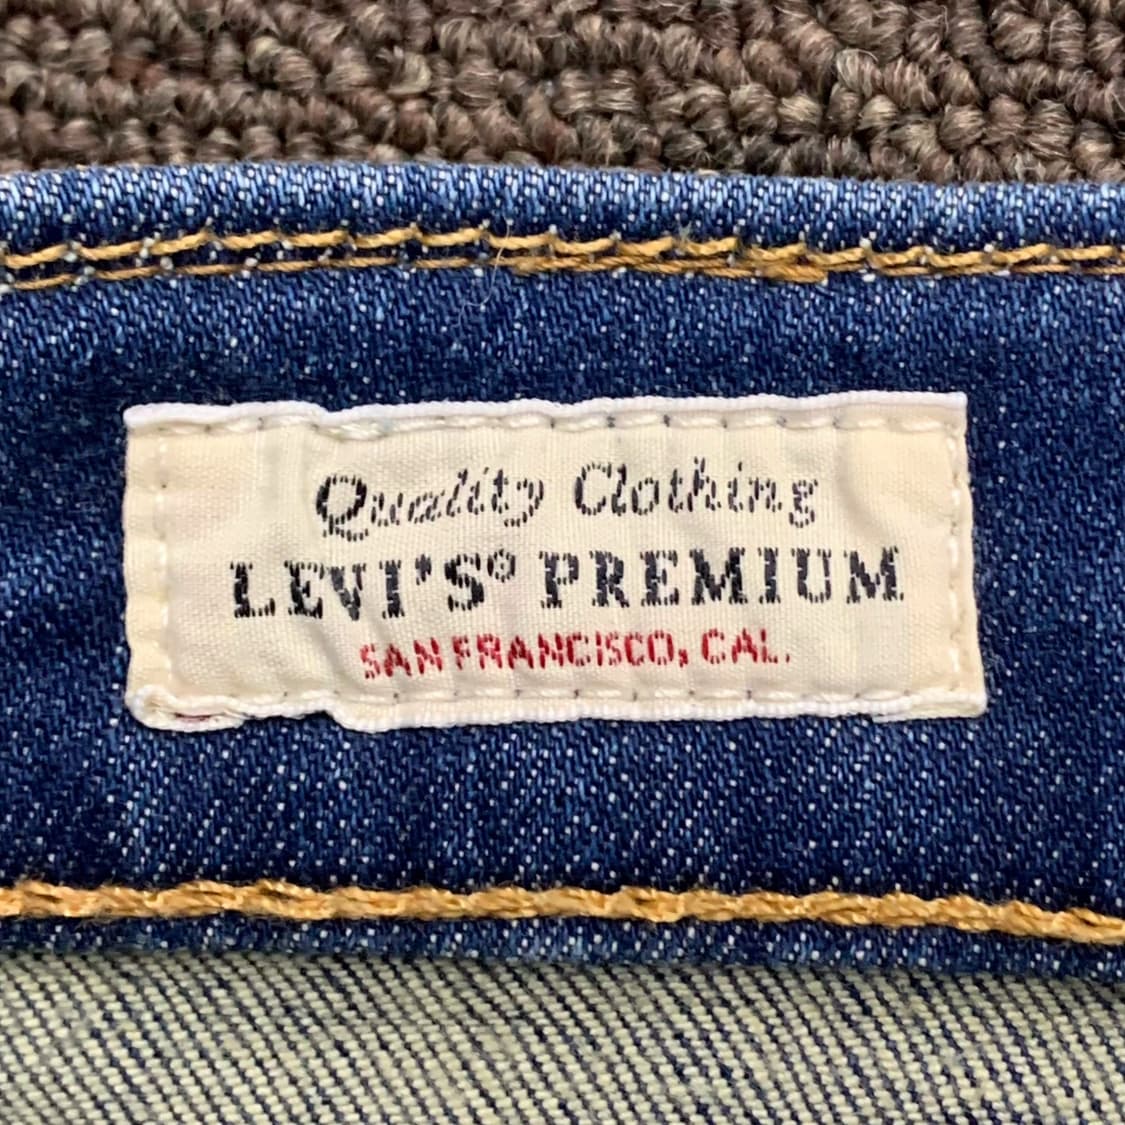 Quality Clothing
LEVI'S® PREMIUM
SAN FRANCISCO, CAL.